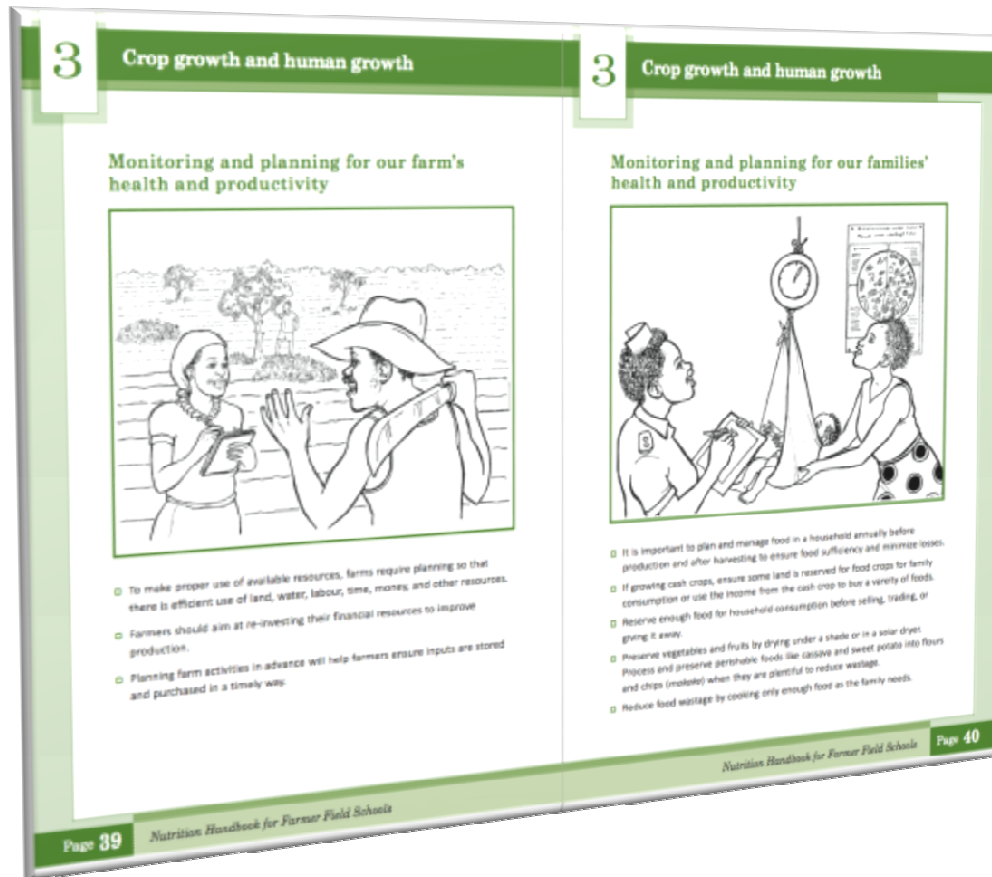 3
Crop growth and human growth
Monitoring and planning for our farm's
health and productivity
To make proper use of available resources, farms require planning so that
there is efficient use of land, water, labour, time, money, and other resources.
Farmers should aim at re-investing their financial resources to improve
production.
Planning farm activities in advance will help farmers ensure inputs are stored
and purchased in a timely way.
Page 39
Nutrition Handbook for Farmer Field Schools
3
Crop growth and human growth
Monitoring and planning for our families'
health and productivity
It is important to plan and manage food in a household annually before
production and after harvesting to ensure food sufficiency and minimize losses.
If growing cash crops, ensure some land is reserved for food crops for family
consumption or use the income from the cash crop to buy a variety of foods.
Reserve enough food for household consumption before selling, trading, or
giving it away.
Preserve vegetables and fruits by drying under a shade or in a solar dryer.
Process and preserve perishable foods like cassava and sweet potato into flours
and chips (makaka) when they are plentiful to reduce wastage.
Reduce food wastage by cooking only enough food as the family needs.
Nutrition Handbook for Farmer Field Schools
Page 40